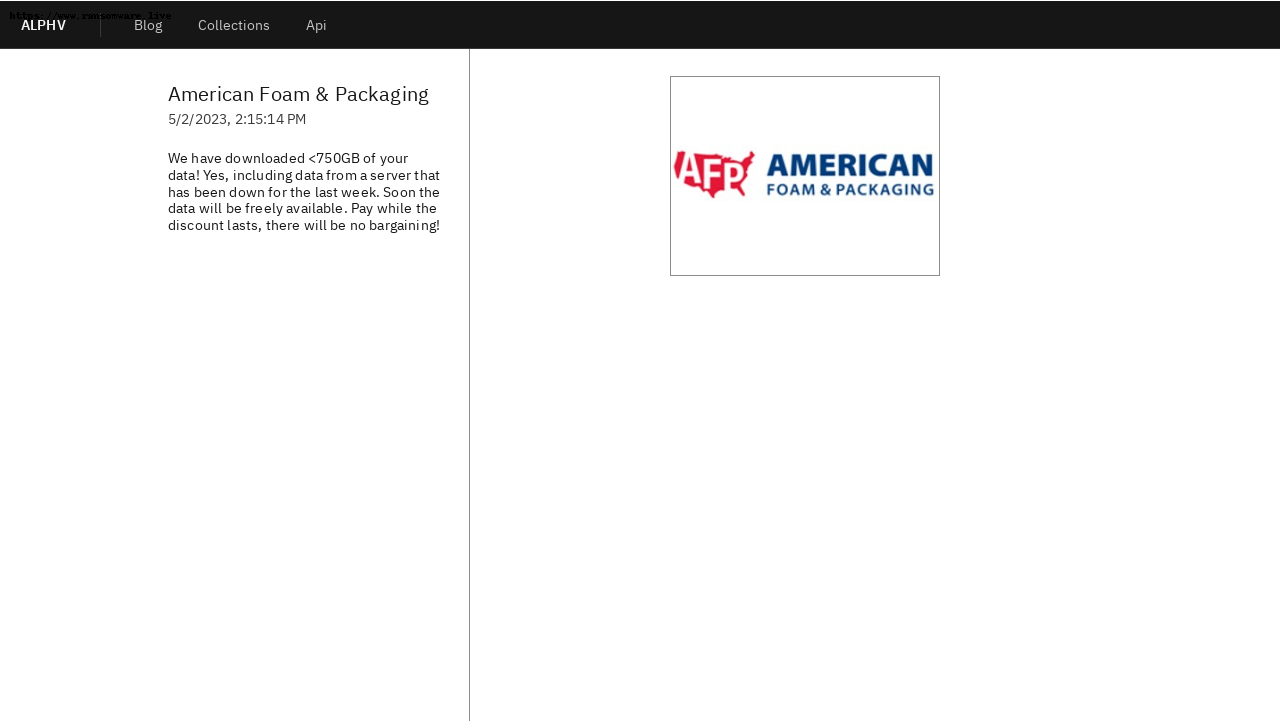 https://www.ransomware.live
ALPHV
Blog
Collections
Api
American Foam & Packaging
5/2/2023, 2:15:14 PM
We have downloaded <750GB of your
data! Yes, including data from a server that
has been down for the last week. Soon the
data will be freely available. Pay while the
discount lasts, there will be no bargaining!
AFP
AMERICAN
FOAM & PACKAGING